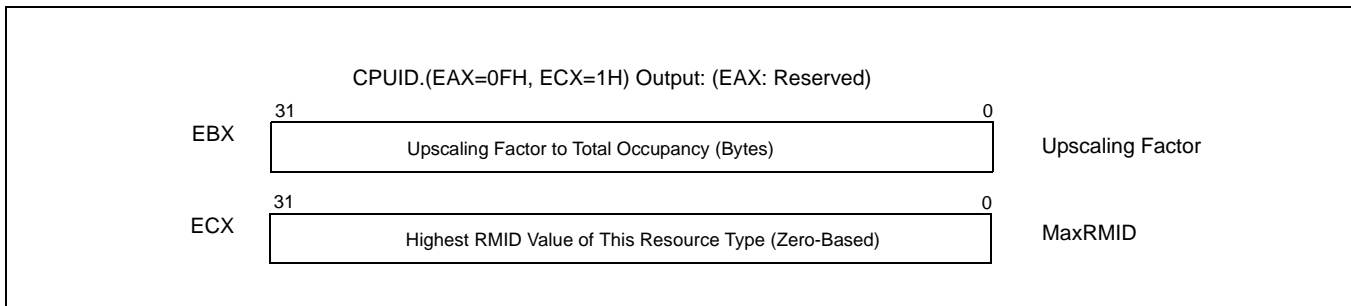 CPUID.(EAX=0FH, ECX=1H) Output: (EAX: Reserved)
31 0
EBX Upscaling Factor to Total Occupancy (Bytes) Upscaling Factor
31 0
ECX Highest RMID Value of This Resource Type (Zero-Based) MaxRMID